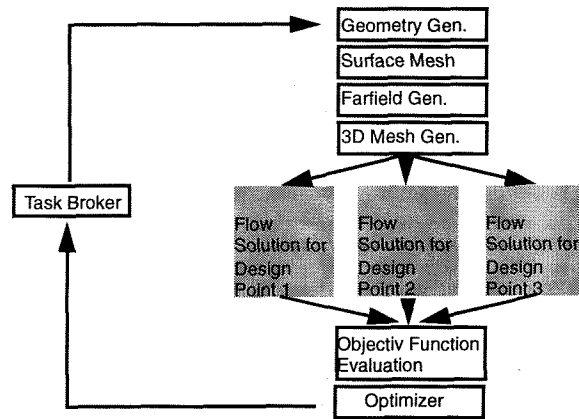 Geometry Gen.
Surface Mesh
Farfield Gen.
3D Mesh Gen.
Task Broker
Flow
Solution for
Design
Point 1
Flow
Solution for
Design
Point 2
Flow
Solution for
Design
Point 3
Objectiv Function
Evaluation
Optimizer